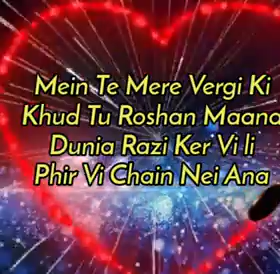 Mein Te Mere Vergi Ki
Khud Tu Roshan Maana
Dunia Razi Ker Vi li
Phir Vi Chain Nei Ana